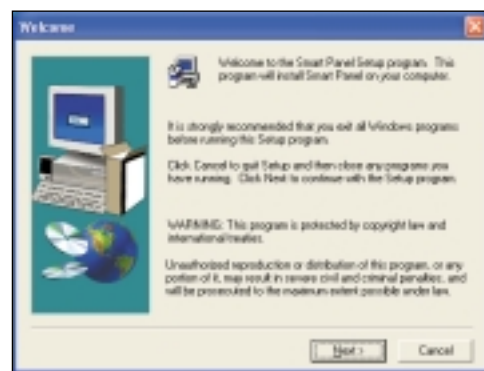 Welcome
Welcome to the Smart Panel Setup program. This
program will install Smart Panel on your computer.
It is strongly recommended that you exit all Windows programs
before running this Setup program.
Click Cancel to quit Setup and then close any programs you
have running. Click Next to continue with the Setup program.
WARNING: This program is protected by copyright law and
international treaties.
Unauthorized reproduction or distribution of this program, or any
portion of it, may result in severe civil and criminal penalties, and
will be prosecuted to the maximum extent possible under law.
Next > Cancel